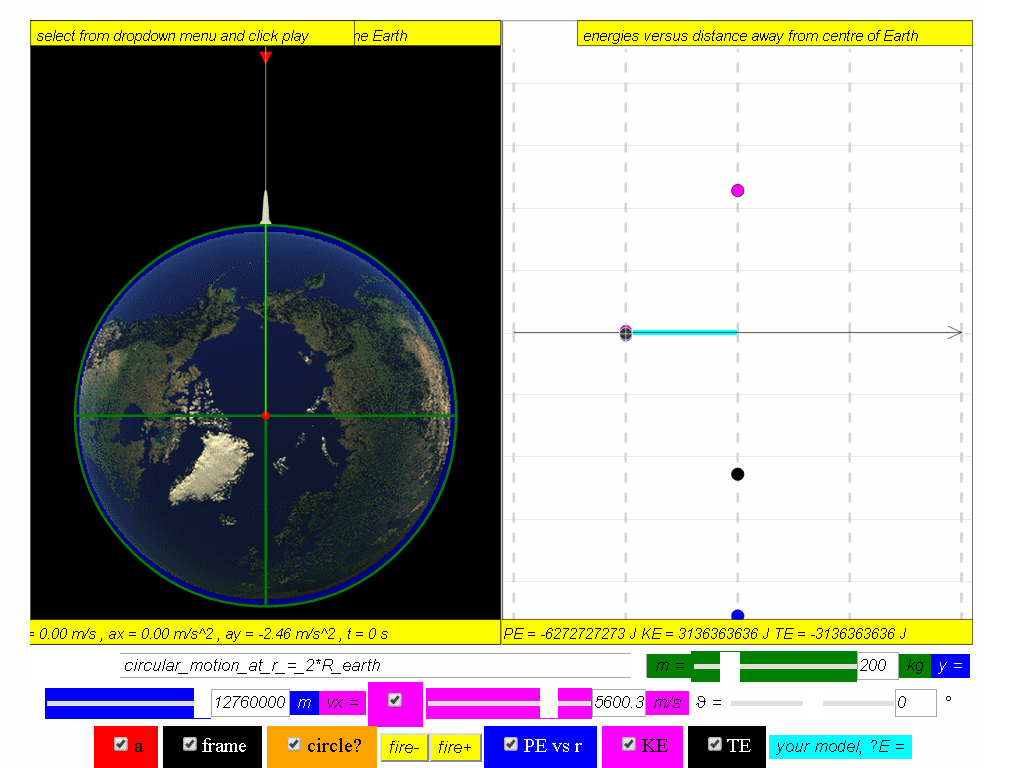 select from dropdown menu and click play
he Earth
energies versus distance away from centre of Earth
= 0.00 m/s , ax = 0.00 m/s^2 , ay = -2.46 m/s^2 , t = 0 s
PE = -6272727273 J KE = 3136363636 J TE = -3136363636 J
circular_motion_at_r_=_2*R_earth
m = 200 kg y =
12760000 m vx = 5600.3 m/s ϑ = 0 °
a frame circle? fire- fire+ PE vs r KE TE your model, ?E =